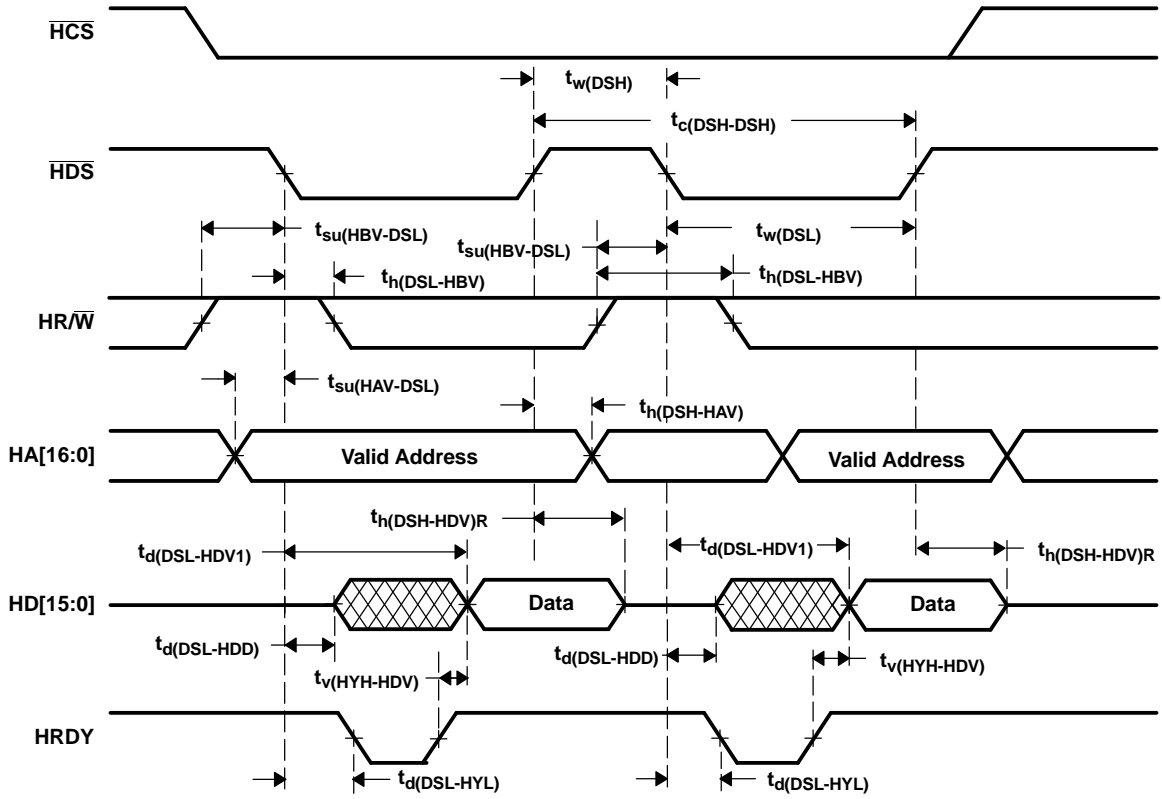 HCS
tw(DSH)
tc(DSH-DSH)
HDS
tsu(HBV-DSL)
tsu(HBV-DSL)
tw(DSL)
th(DSL-HBV)
th(DSL-HBV)
HR/W
tsu(HAV-DSL)
th(DSH-HAV)
HA[16:0]
Valid Address
Valid Address
th(DSH-HDV)R
td(DSL-HDV1)
td(DSL-HDV1)
th(DSH-HDV)R
HD[15:0]
Data
Data
td(DSL-HDD)
td(DSL-HDD)
tv(HYH-HDV)
tv(HYH-HDV)
HRDY
td(DSL-HYL)
td(DSL-HYL)